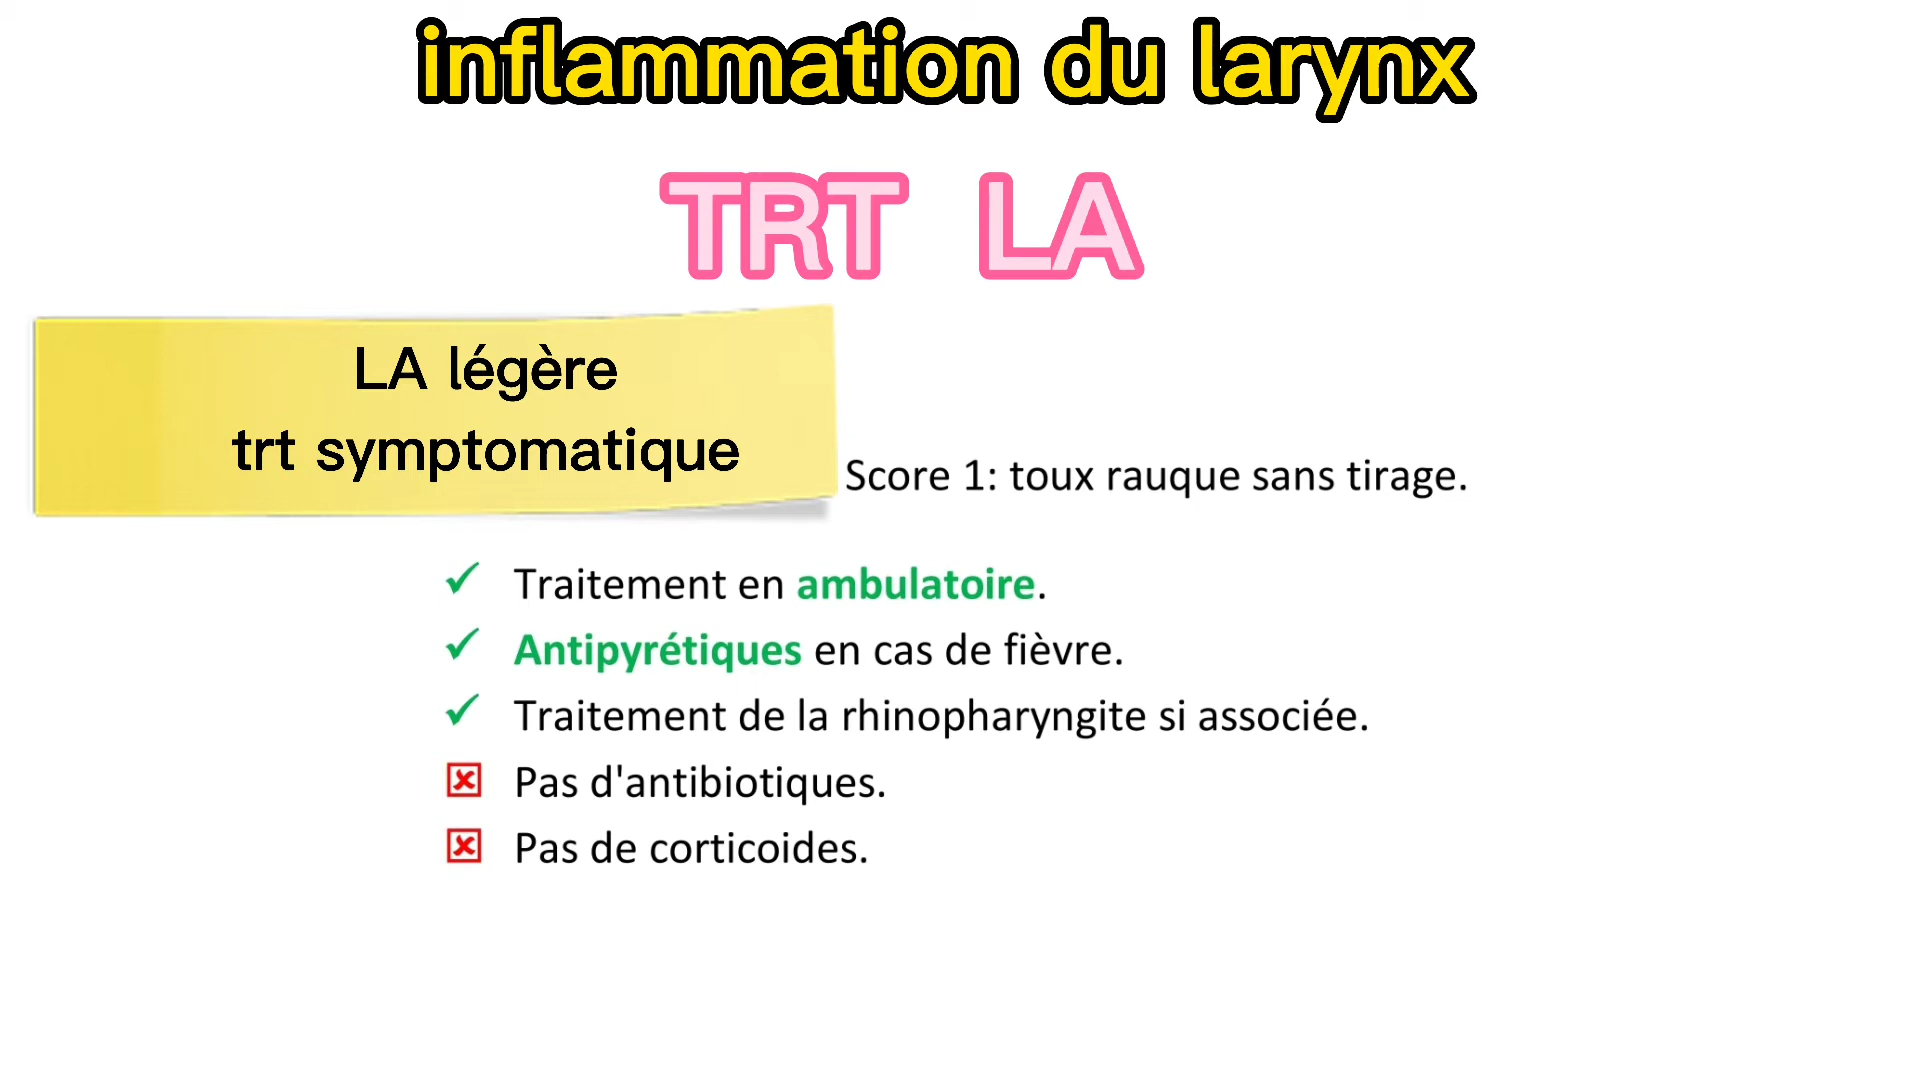 inflammation du larynx
TRT LA
LA légère
trt symptomatique
Score 1: toux rauque sans tirage.
Traitement en ambulatoire.
Antipyrétiques en cas de fièvre.
Traitement de la rhinopharyngite si associée.
Pas d'antibiotiques.
Pas de corticoides.